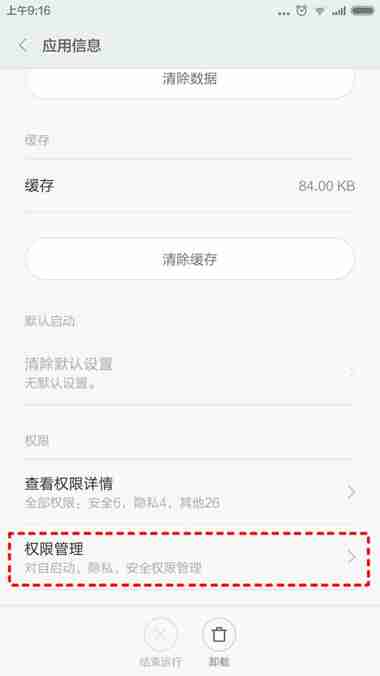 上午9:16
应用信息
清除数据
缓存
缓存 84.00 KB
清除缓存
默认启动
清除默认设置
无默认设置。
权限
查看权限详情
全部权限：安全6，隐私4，其他26
权限管理
对自启动，隐私，安全权限管理
结束运行 卸载